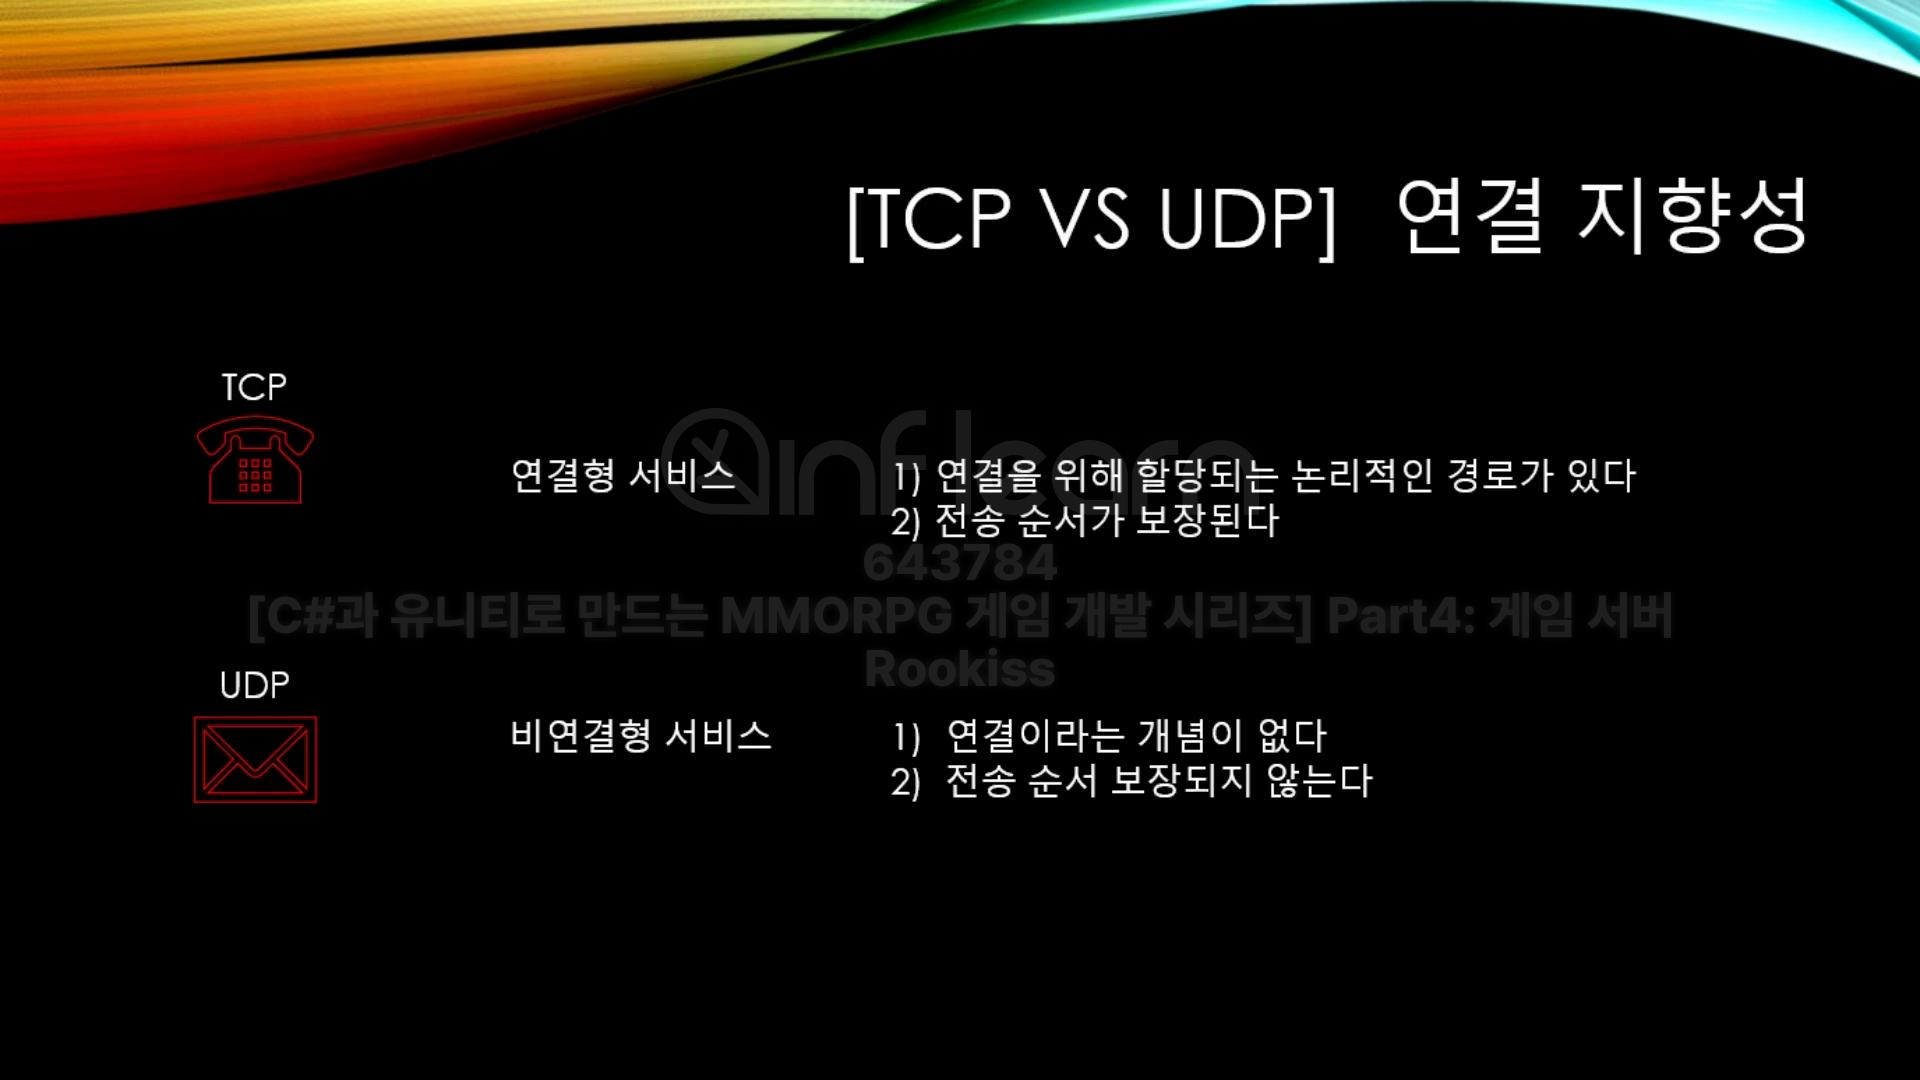 [TCP VS UDP] 연결 지향성
TCP
연결형 서비스
1) 연결을 위해 할당되는 논리적인 경로가 있다
2) 전송 순서가 보장된다
inflearn
643784
[C#과 유니티로 만드는 MMORPG 게임 개발 시리즈] Part4: 게임 서버
Rookiss
UDP
비연결형 서비스
1) 연결이라는 개념이 없다
2) 전송 순서 보장되지 않는다